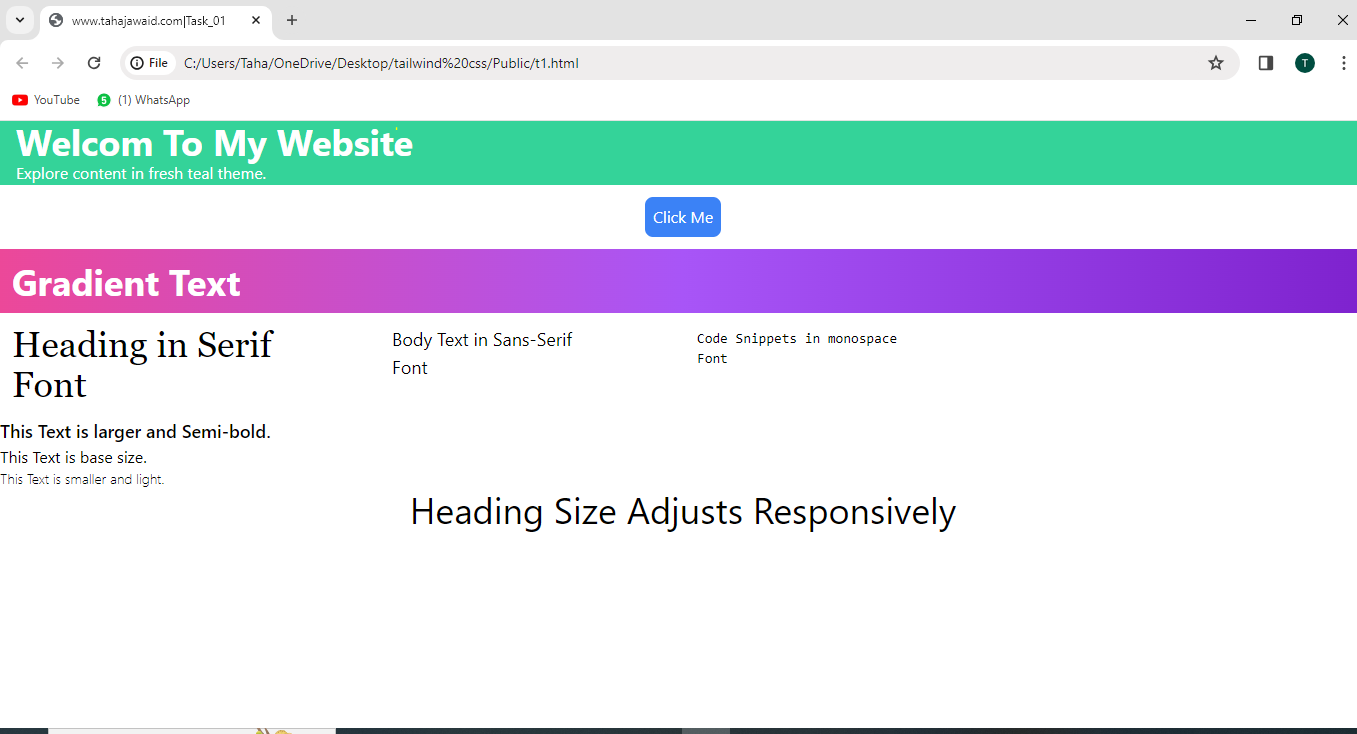 www.tahajawaid.com|Task_01
File
C:/Users/Taha/OneDrive/Desktop/tailwind%20css/Public/t1.html
T
YouTube
5
(1) WhatsApp
Welcom To My Website
Explore content in fresh teal theme.
Click Me
Gradient Text
Heading in Serif
Font
Body Text in Sans-Serif
Font
Code Snippets in monospace
Font
This Text is larger and Semi-bold.
This Text is base size.
This Text is smaller and light.
Heading Size Adjusts Responsively